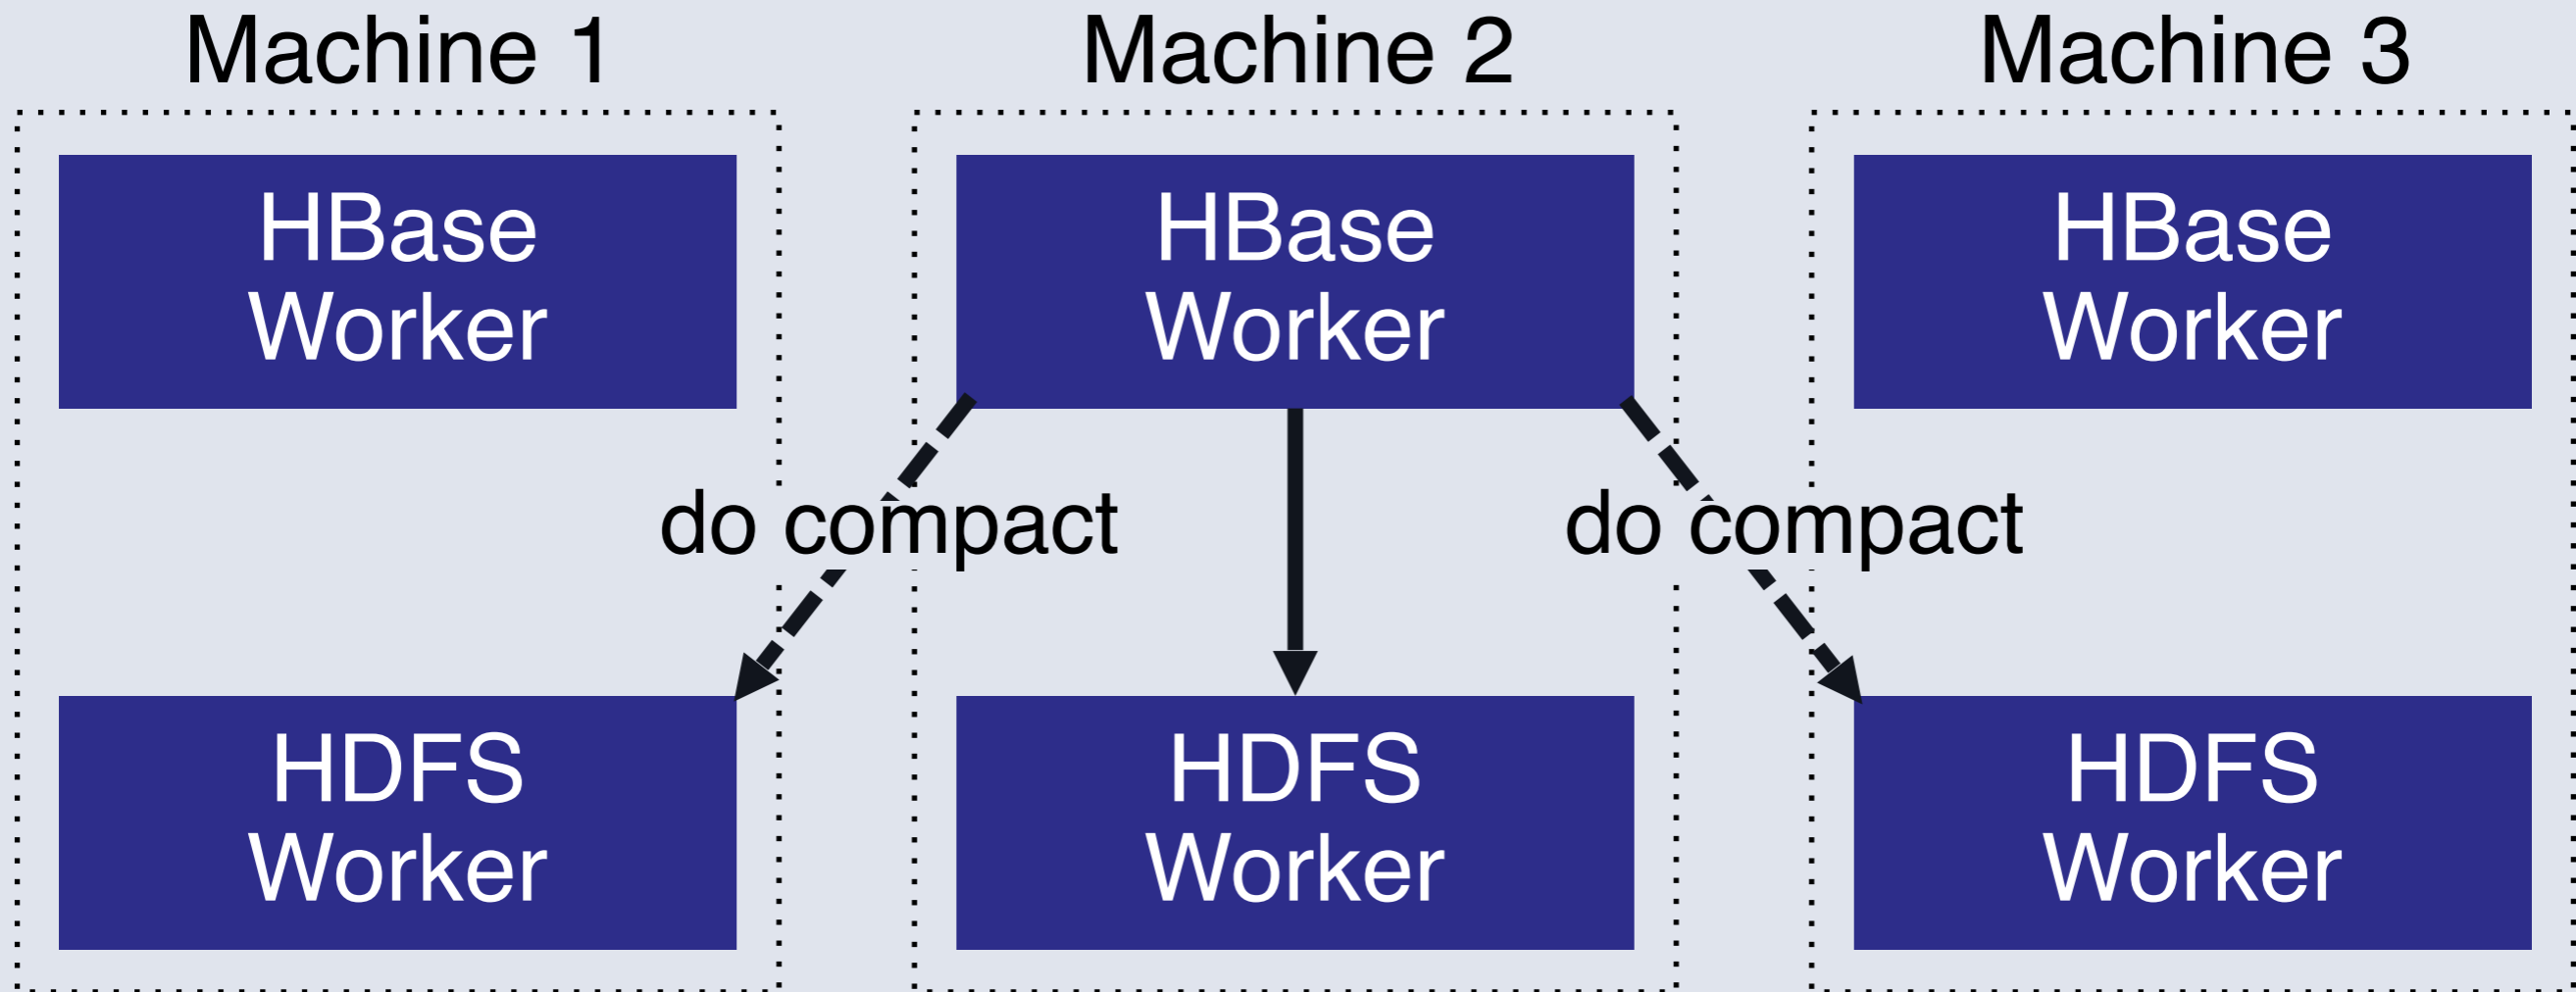 Machine 1
Machine 2
Machine 3
HBase
Worker
HBase
Worker
HBase
Worker
do compact
do compact
HDFS
Worker
HDFS
Worker
HDFS
Worker